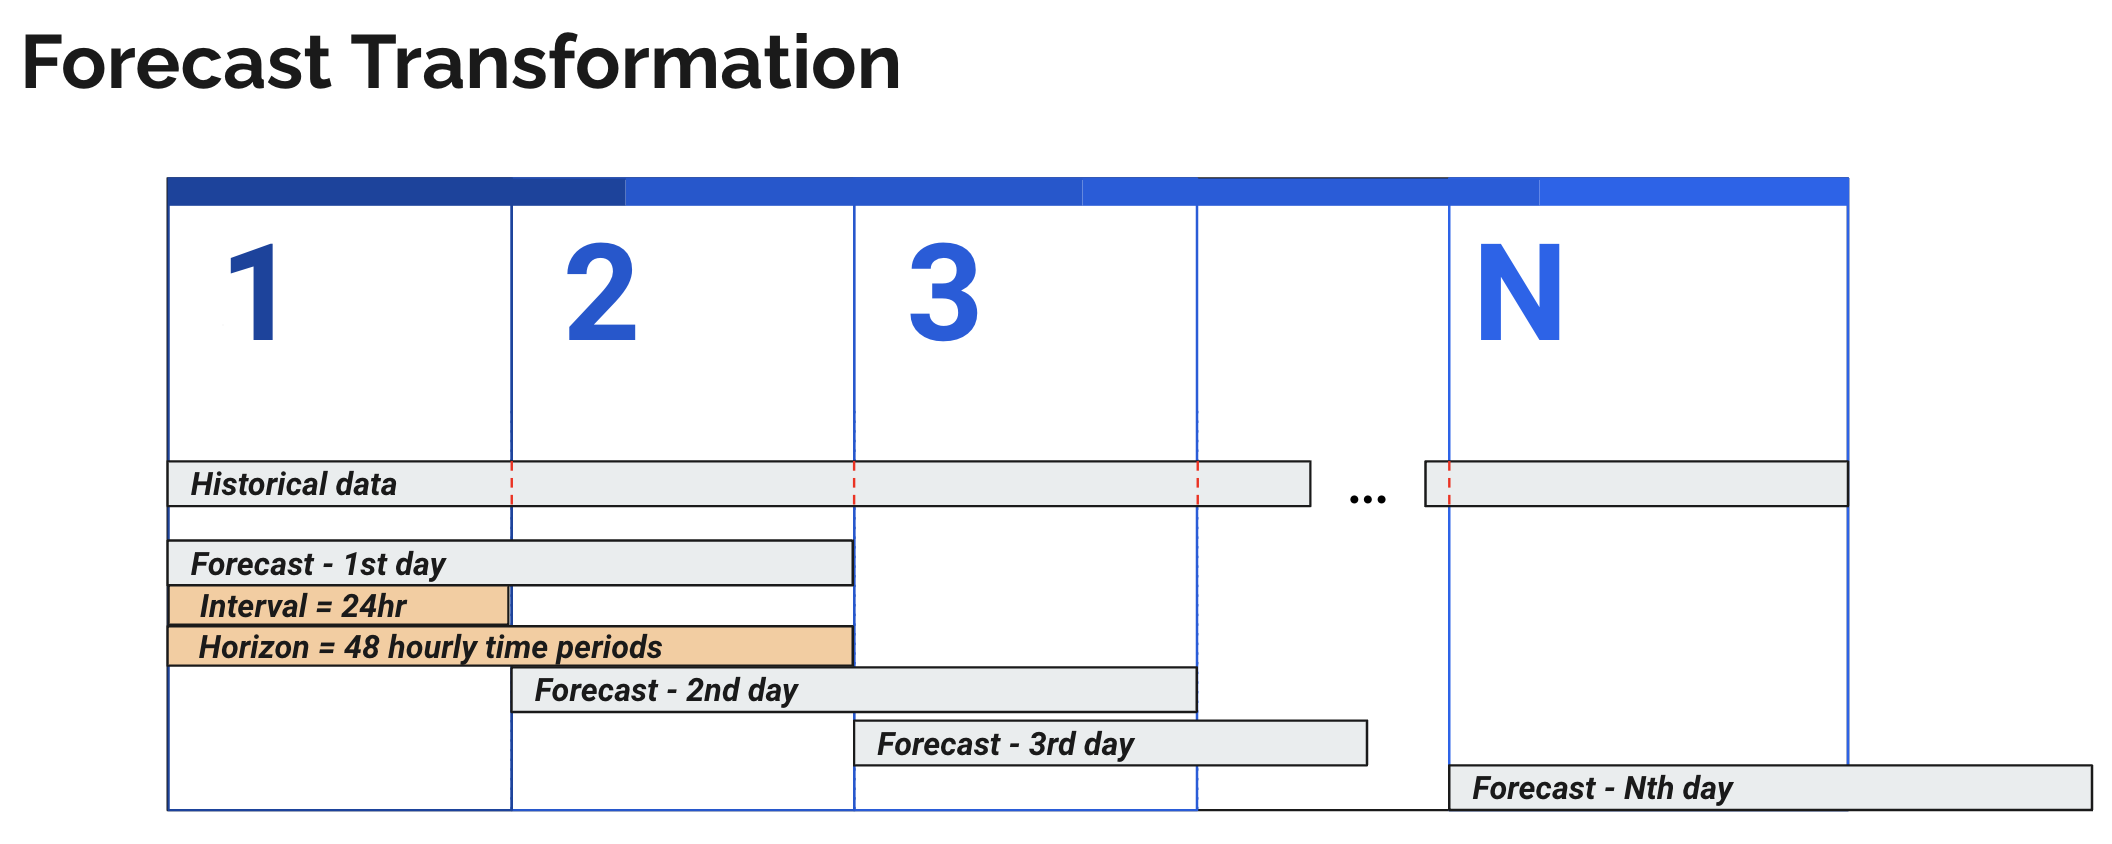 Forecast Transformation
1
2
3
N
Historical data
...
Forecast - 1st day
Interval = 24hr
Horizon = 48 hourly time periods
Forecast - 2nd day
Forecast - 3rd day
Forecast - Nth day